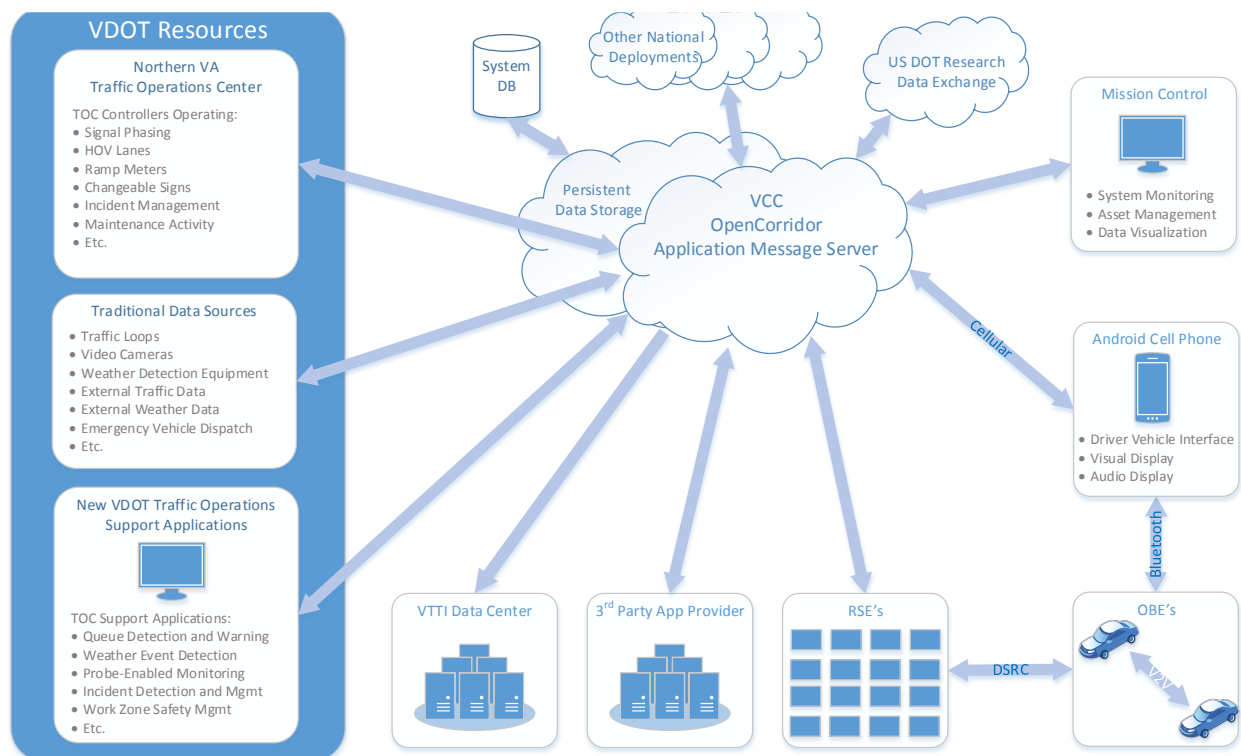 VDOT Resources
Northern VA
Traffic Operations Center
TOC Controllers Operating:
● Signal Phasing
● HOV Lanes
● Ramp Meters
● Changeable Signs
● Incident Management
● Maintenance Activity
● Etc.
Traditional Data Sources
● Traffic Loops
● Video Cameras
● Weather Detection Equipment
● External Traffic Data
● External Weather Data
● Emergency Vehicle Dispatch
● Etc.
New VDOT Traffic Operations
Support Applications
TOC Support Applications:
● Queue Detection and Warning
● Weather Event Detection
● Probe-Enabled Monitoring
● Incident Detection and Mgmt
● Work Zone Safety Mgmt
● Etc.
System
DB
Other National
Deployments
US DOT Research
Data Exchange
Persistent
Data Storage
VCC
OpenCorridor
Application Message Server
Mission Control
● System Monitoring
● Asset Management
● Data Visualization
Cellular
Android Cell Phone
● Driver Vehicle Interface
● Visual Display
● Audio Display
Bluetooth
VTTI Data Center
3rd Party App Provider
RSE's
DSRC
OBE's
V2V